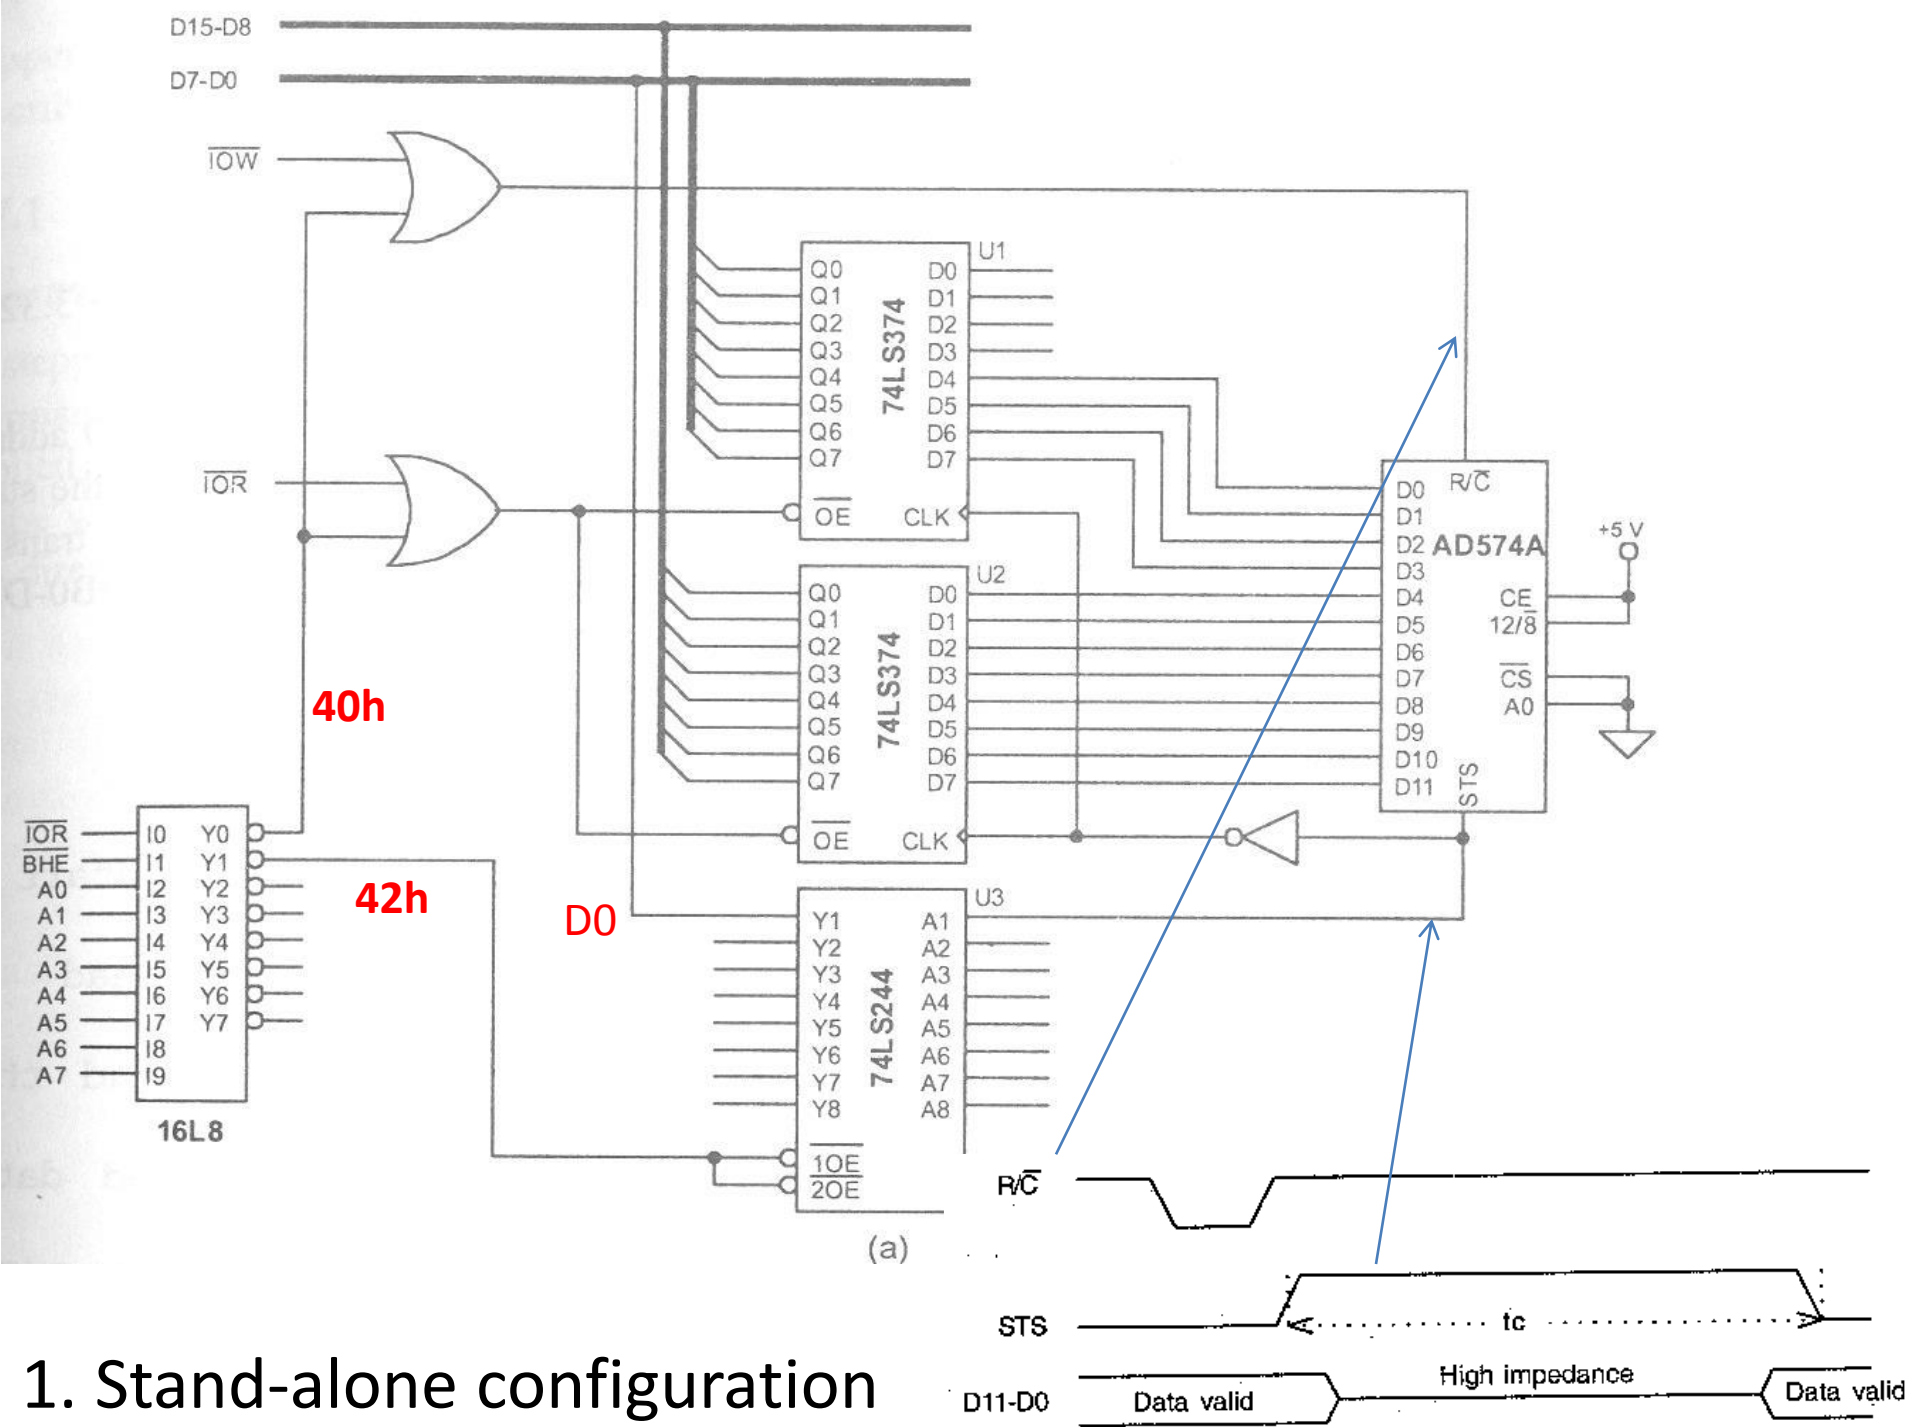 D15-D8
D7-D0
IOW
IOR
40h
42h
D0
IOR I0 Y0
BHE I1 Y1
A0 I2 Y2
A1 I3 Y3
A2 I4 Y4
A3 I5 Y5
A4 I6 Y6
A5 I7 Y7
A6 I8
A7 I9
16L8
U1
Q0 D0
Q1 D1
Q2 D2
Q3 D3
Q4 D4
Q5 D5
Q6 D6
Q7 D7
74LS374
OE CLK
U2
Q0 D0
Q1 D1
Q2 D2
Q3 D3
Q4 D4
Q5 D5
Q6 D6
Q7 D7
74LS374
OE CLK
U3
Y1 A1
Y2 A2
Y3 A3
Y4 A4
Y5 A5
Y6 A6
Y7 A7
Y8 A8
74LS244
1OE
2OE
(a)
R/C
D0
D1
D2 AD574A
D3
D4 CE
D5 12/8
D6
D7 CS
D8 A0
D9
D10
D11
STS
+5 V
R/C
STS
tc
D11-D0
Data valid
High impedance
Data valid
1. Stand-alone configuration